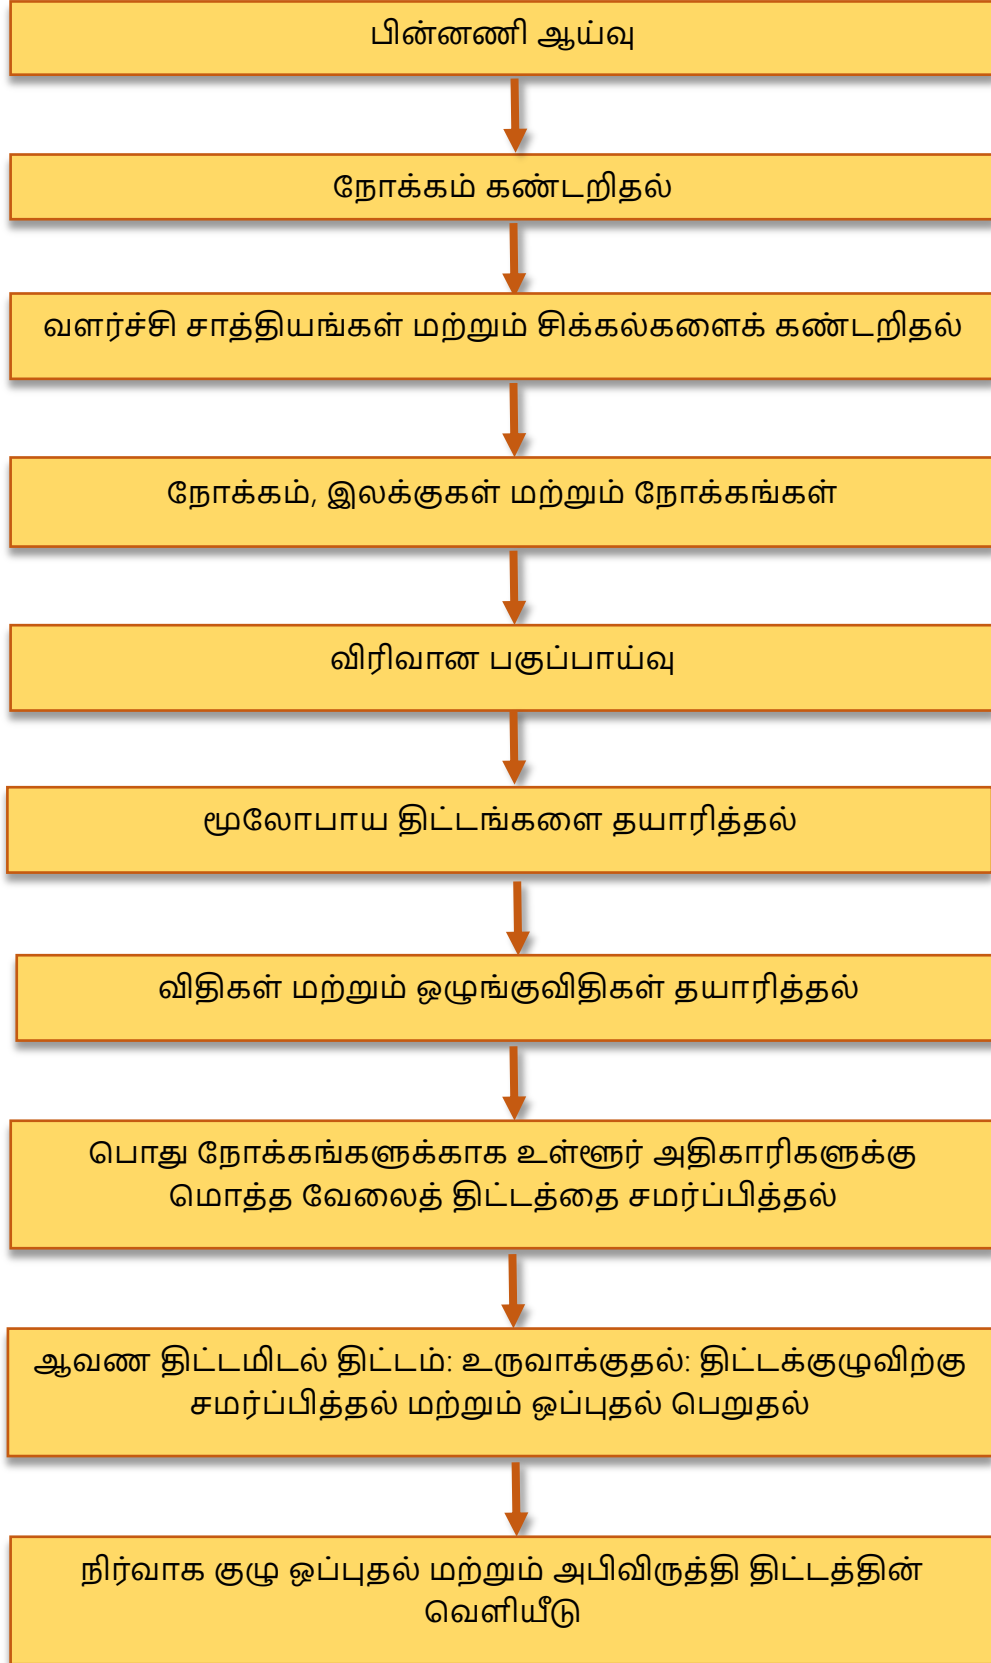 பின்னணி ஆய்வு
நோக்கம் கண்டறிதல்
வளர்ச்சி சாத்தியங்கள் மற்றும் சிக்கல்களைக் கண்டறிதல்
நோக்கம், இலக்குகள் மற்றும் நோக்கங்கள்
விரிவான பகுப்பாய்வு
மூலோபாய திட்டங்களை தயாரித்தல்
விதிகள் மற்றும் ஒழுங்குவிதிகள் தயாரித்தல்
பொது நோக்கங்களுக்காக உள்ளூர் அதிகாரிகளுக்கு
மொத்த வேலைத் திட்டத்தை சமர்ப்பித்தல்
ஆவண திட்டமிடல் திட்டம்: உருவாக்குதல்: திட்டக்குழுவிற்கு
சமர்ப்பித்தல் மற்றும் ஒப்புதல் பெறுதல்
நிர்வாக குழு ஒப்புதல் மற்றும் அபிவிருத்தி திட்டத்தின்
வெளியீடு